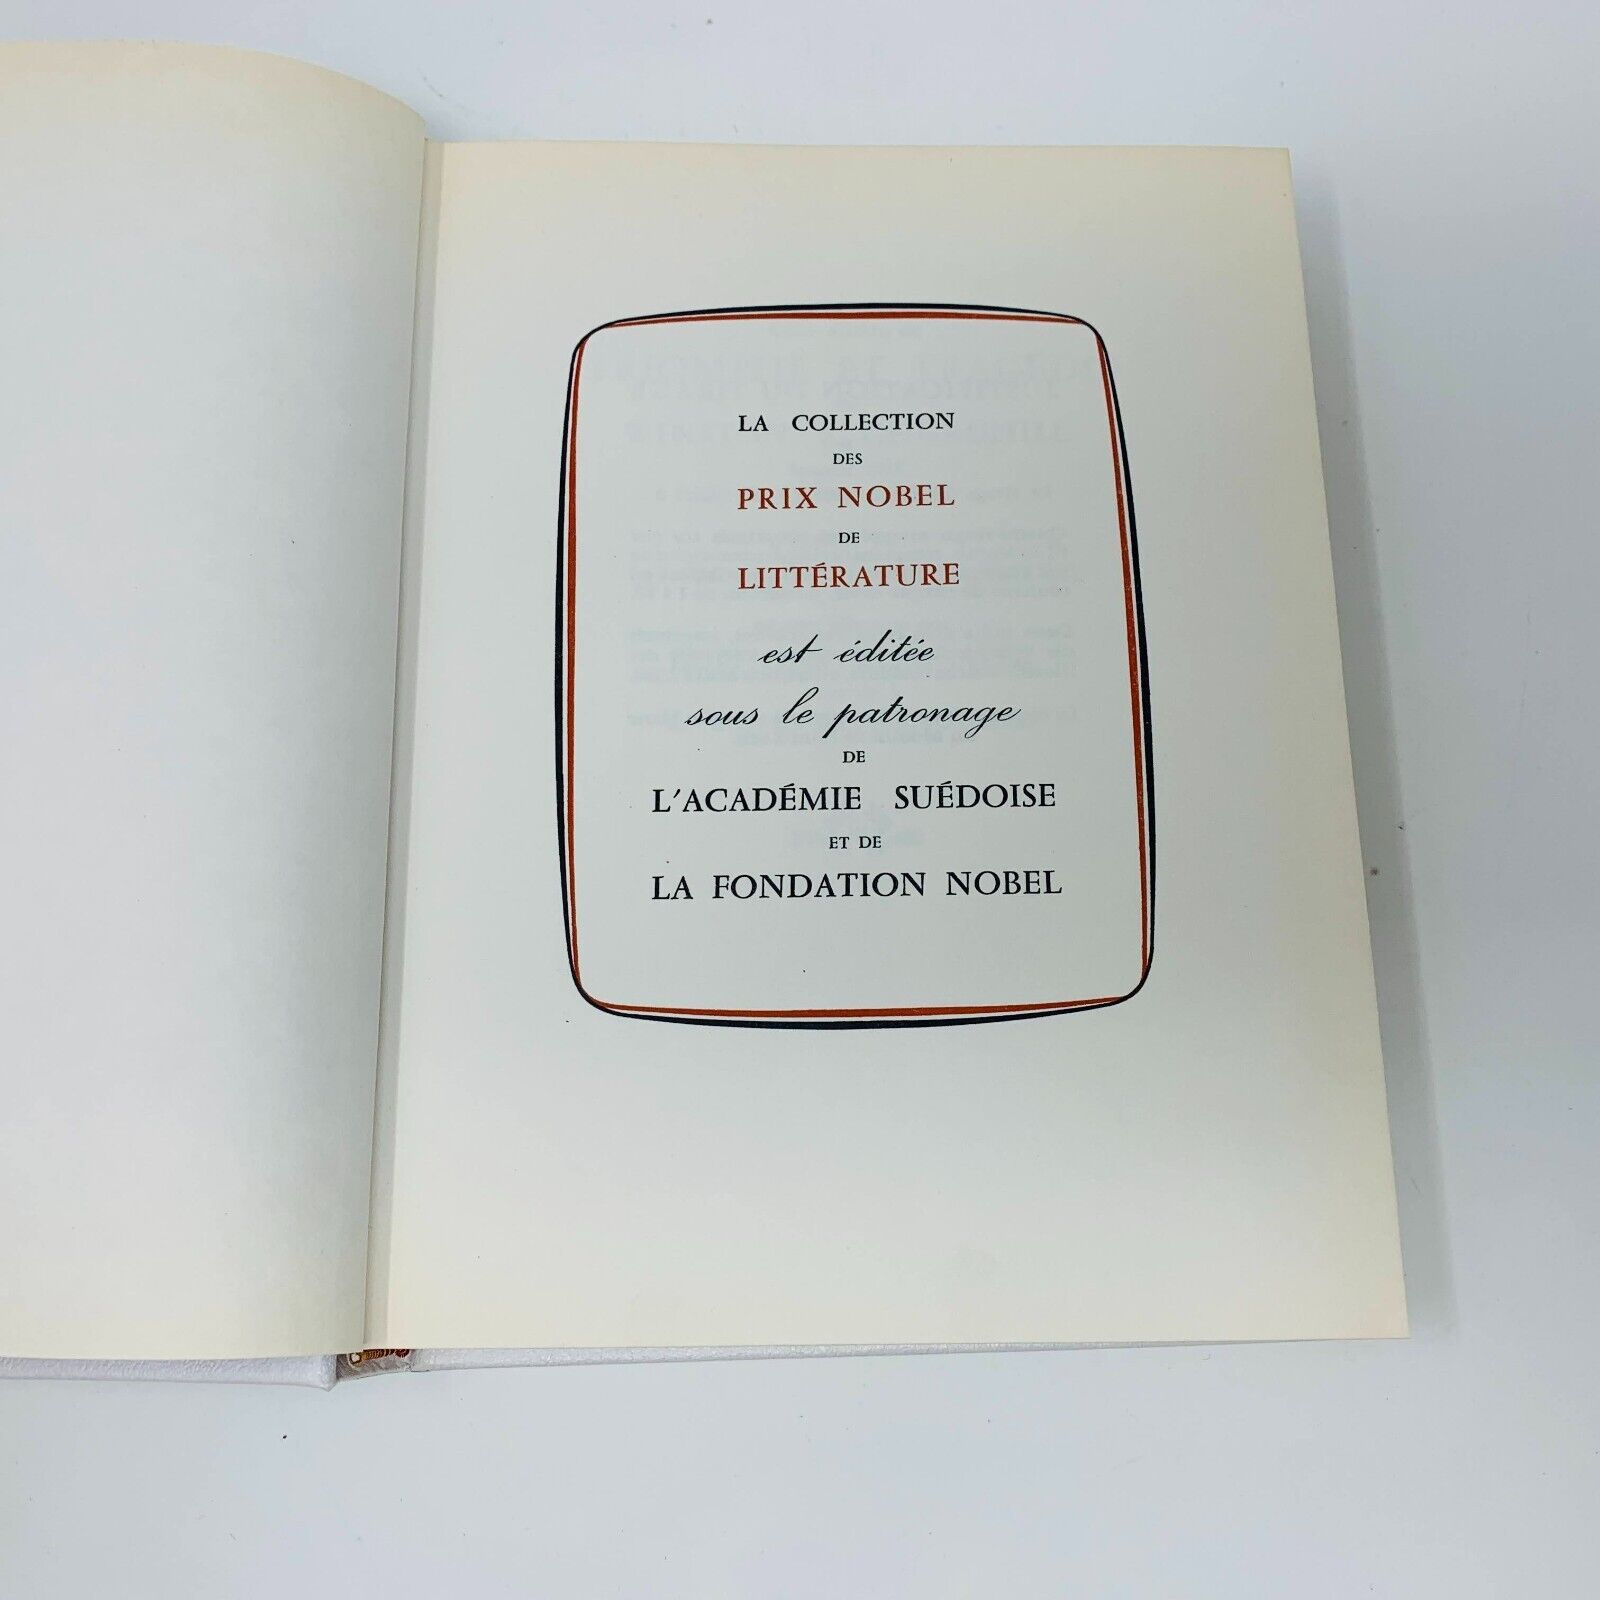 LA COLLECTION
DES
PRIX NOBEL
DE
LITTÉRATURE
est éditée
sous le patronage
DE
L'ACADÉMIE SUÉDOISE
ET DE
LA FONDATION NOBEL